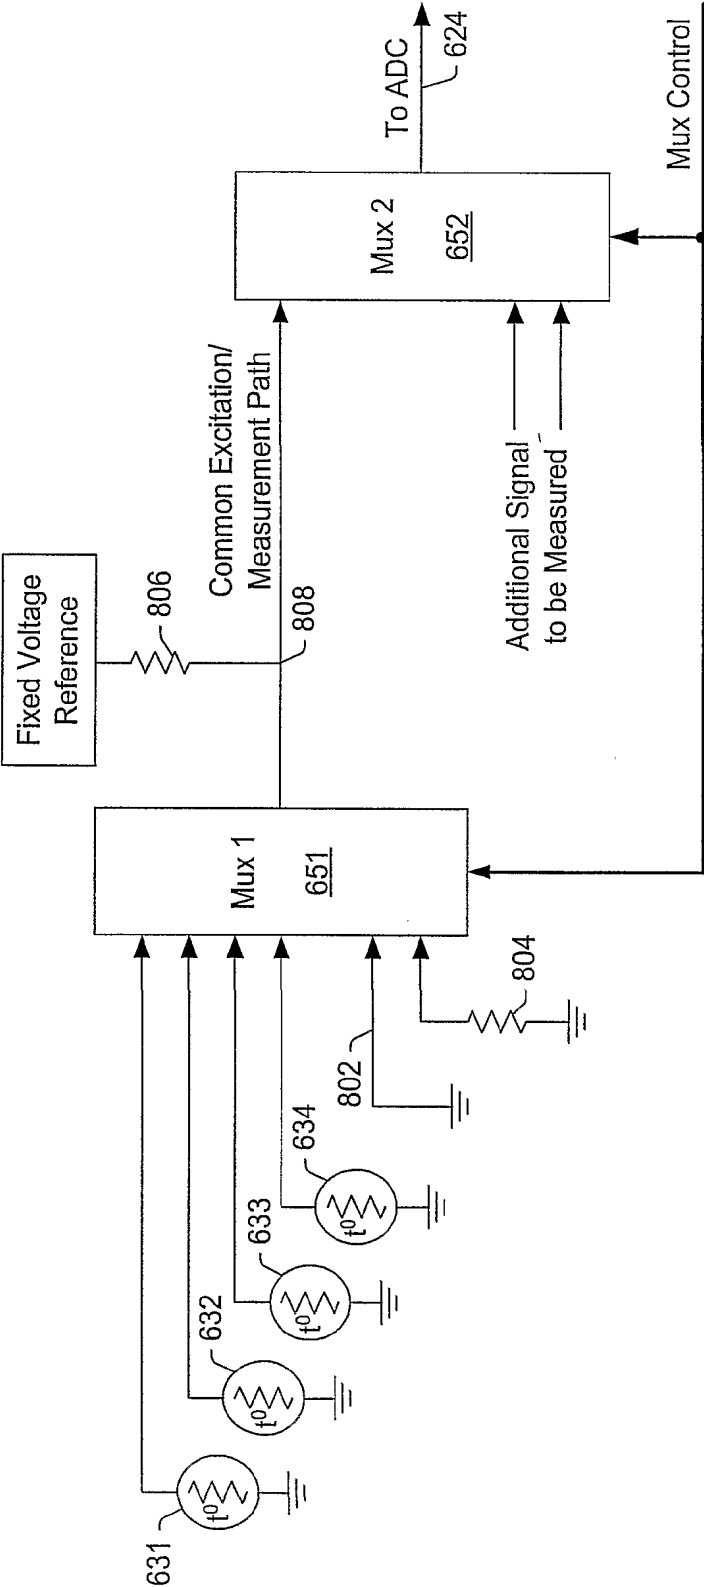 Fixed Voltage
Reference
806
Common Excitation/
Measurement Path
808
To ADC
624
Mux 2
652
Mux Control
Additional Signal
to be Measured
Mux 1
651
804
802
634
t⁰
633
t⁰
632
t⁰
631
t⁰